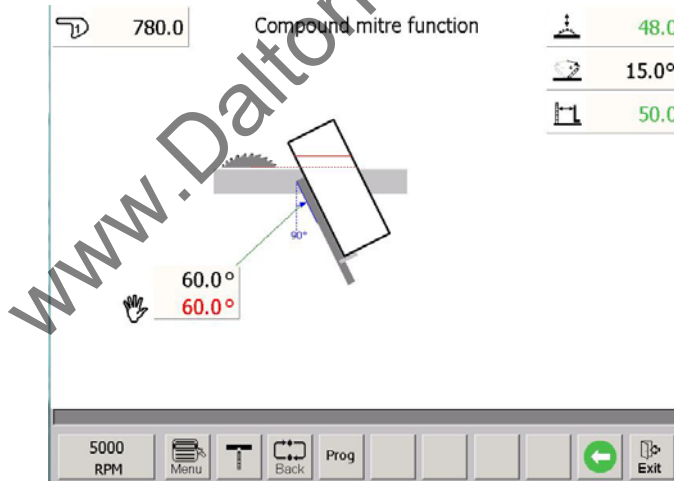 1
780.0
Compound mitre function
48.0
15.0°
50.0
90°
60.0°
60.0°
www.Dalton
5000
RPM
Menu
Back
Prog
Exit